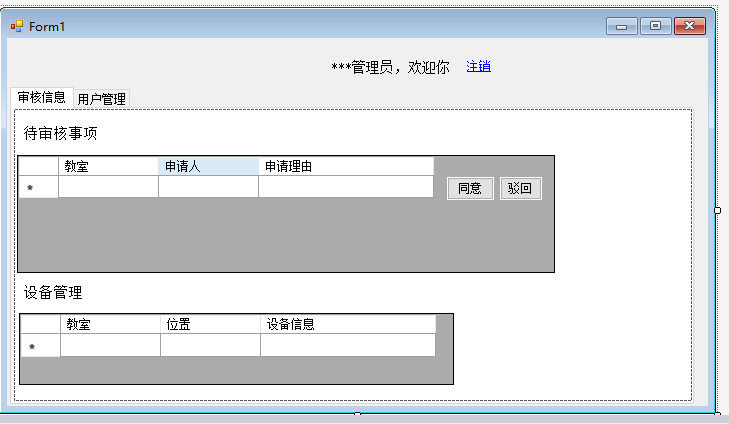 Form1
***管理员，欢迎你 注销
审核信息 用户管理
待审核事项
教室 申请人 申请理由
*
同意 驳回
设备管理
教室 位置 设备信息
*